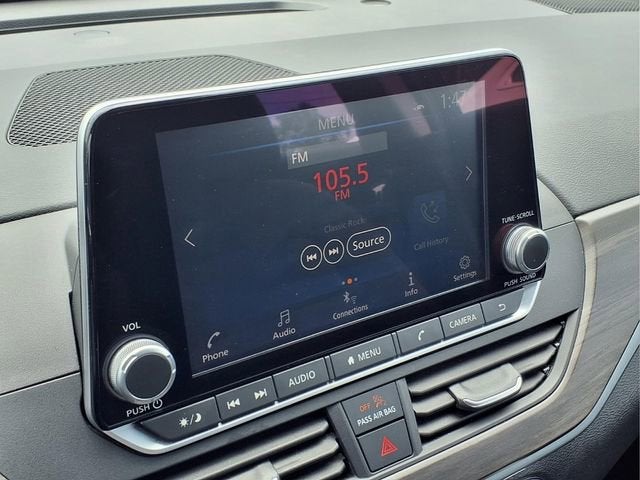 MENU
1:47
FM
105.5
FM
Classic Rock
Source
Call History
Phone
Audio
Connections
Info
Settings
VOL
PUSH
TUNE·SCROLL
PUSH SOUND
AUDIO
MENU
CAMERA
OFF
PASS AIR BAG